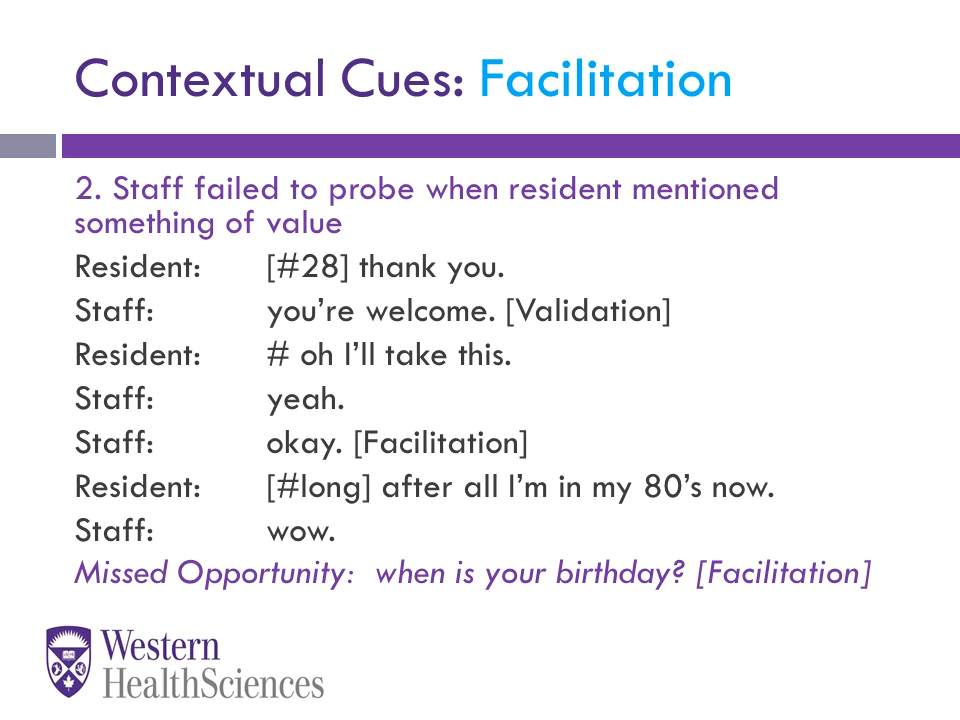 Contextual Cues: Facilitation
2. Staff failed to probe when resident mentioned
something of value
Resident: [#28] thank you.
Staff: you’re welcome. [Validation]
Resident: # oh I’ll take this.
Staff: yeah.
Staff: okay. [Facilitation]
Resident: [#long] after all I’m in my 80’s now.
Staff: wow.
Missed Opportunity: when is your birthday? [Facilitation]
Western
HealthSciences